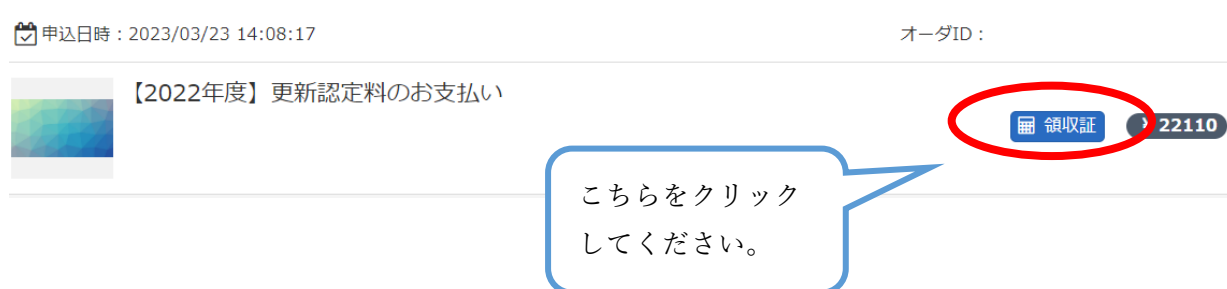 申込日時：2023/03/23 14:08:17 オーダID：
【2022年度】更新認定料のお支払い
領収証 ¥ 22110
こちらをクリック
してください。